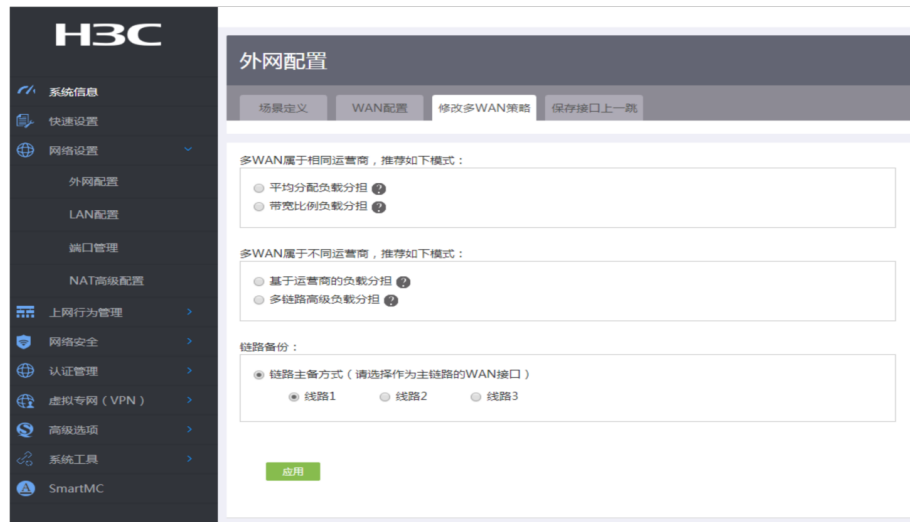 H3C
系统信息
快速设置
网络设置
外网配置
LAN配置
端口管理
NAT高级配置
上网行为管理
网络安全
认证管理
虚拟专网（VPN）
高级选项
系统工具
SmartMC
外网配置
场景定义 WAN配置 修改多WAN策略 保存接口上一跳
多WAN属于相同运营商，推荐如下模式：
平均分配负载分担 ?
带宽比例负载分担 ?
多WAN属于不同运营商，推荐如下模式：
基于运营商的负载分担 ?
多链路高级负载分担 ?
链路备份：
链路主备方式（请选择作为主链路的WAN接口）
线路1 线路2 线路3
应用